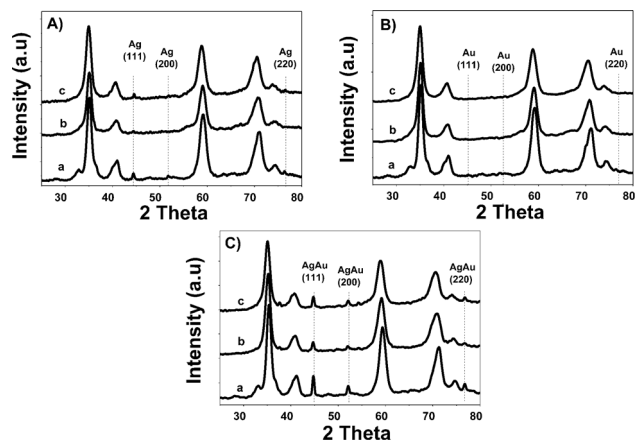 A)
Ag
(111)
Ag
(200)
Ag
(220)
c
b
a
Intensity (a.u)
30 40 50 60 70 80
2 Theta
B)
Au
(111)
Au
(200)
Au
(220)
c
b
a
Intensity (a.u)
30 40 50 60 70 80
2 Theta
C)
AgAu
(111)
AgAu
(200)
AgAu
(220)
c
b
a
Intensity (a.u)
30 40 50 60 70 80
2 Theta